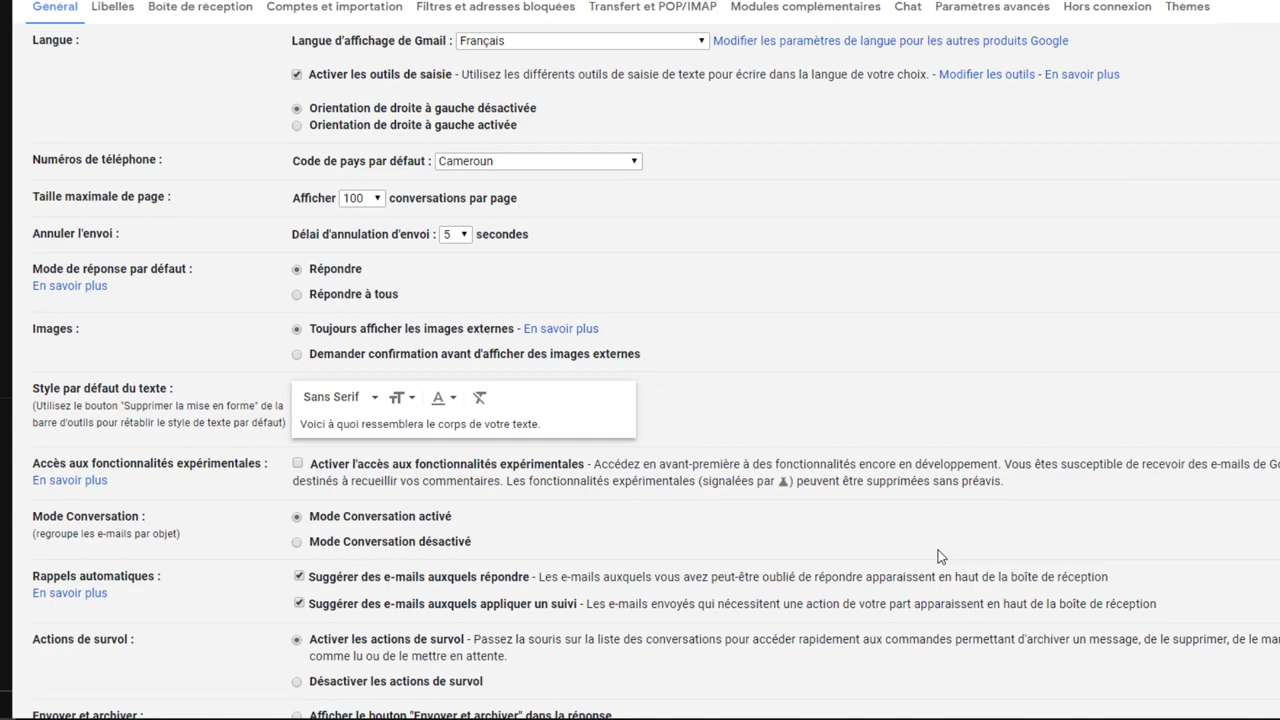 Général Libellés Boîte de réception Comptes et importation Filtres et adresses bloquées Transfert et POP/IMAP Modules complémentaires Chat Paramètres avancés Hors connexion Thèmes
Langue : Langue d'affichage de Gmail : Français Modifier les paramètres de langue pour les autres produits Google
Activer les outils de saisie - Utilisez les différents outils de saisie de texte pour écrire dans la langue de votre choix. - Modifier les outils - En savoir plus
Orientation de droite à gauche désactivée
Orientation de droite à gauche activée
Numéros de téléphone : Code de pays par défaut : Cameroun
Taille maximale de page : Afficher 100 conversations par page
Annuler l'envoi : Délai d'annulation d'envoi : 5 secondes
Mode de réponse par défaut : Répondre
En savoir plus
Répondre à tous
Images : Toujours afficher les images externes - En savoir plus
Demander confirmation avant d'afficher des images externes
Style par défaut du texte :
(Utilisez le bouton "Supprimer la mise en forme" de la
barre d'outils pour rétablir le style de texte par défaut)
Sans Serif
Voici à quoi ressemblera le corps de votre texte.
Accès aux fonctionnalités expérimentales : Activer l'accès aux fonctionnalités expérimentales - Accédez en avant-première à des fonctionnalités encore en développement. Vous êtes susceptible de recevoir des e-mails de Go
En savoir plus destinés à recueillir vos commentaires. Les fonctionnalités expérimentales (signalées par ) peuvent être supprimées sans préavis.
Mode Conversation : Mode Conversation activé
(regroupe les e-mails par objet)
Mode Conversation désactivé
Rappels automatiques : Suggérer des e-mails auxquels répondre - Les e-mails auxquels vous avez peut-être oublié de répondre apparaissent en haut de la boîte de réception
En savoir plus
Suggérer des e-mails auxquels appliquer un suivi - Les e-mails envoyés qui nécessitent une action de votre part apparaissent en haut de la boîte de réception
Actions de survol : Activer les actions de survol - Passez la souris sur la liste des conversations pour accéder rapidement aux commandes permettant d'archiver un message, de le supprimer, de le mar
comme lu ou de le mettre en attente.
Désactiver les actions de survol
Envoyer et archiver : Afficher le bouton "Envoyer et archiver" dans la réponse